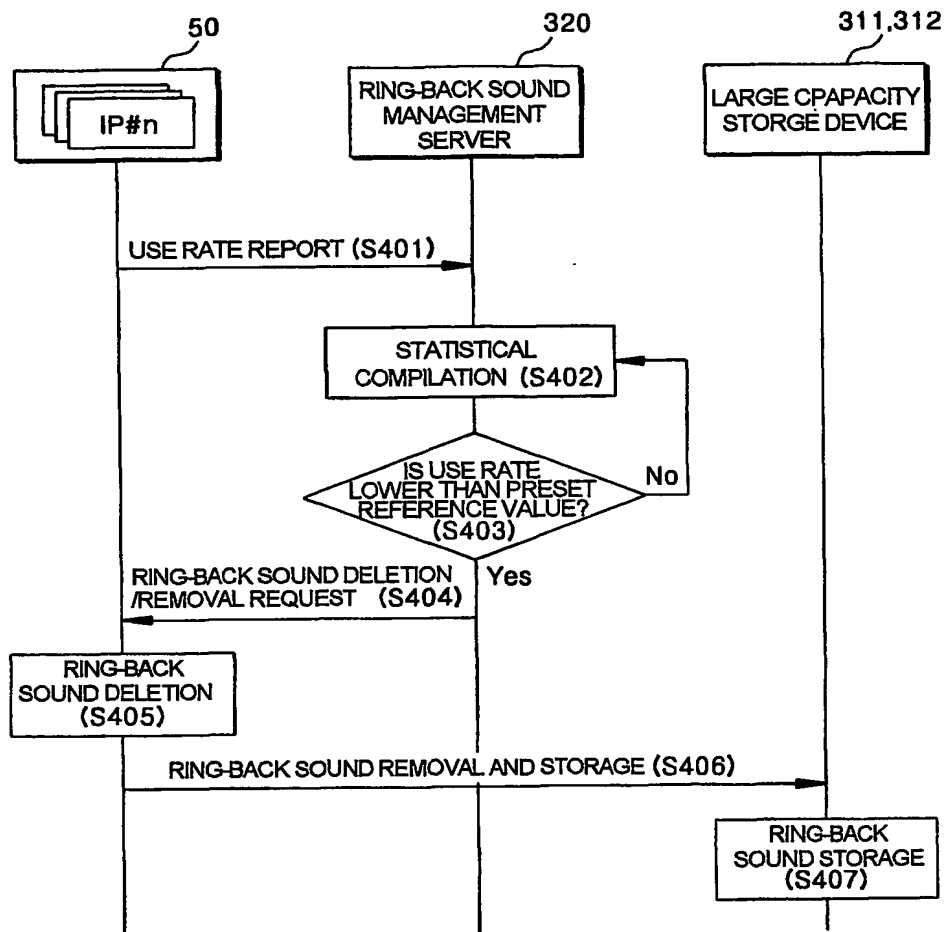 50
320
311,312
IP#n
RING-BACK SOUND
MANAGEMENT
SERVER
LARGE CPAPACITY
STORGE DEVICE
USE RATE REPORT (S401)
STATISTICAL
COMPILATION (S402)
IS USE RATE
LOWER THAN PRESET
REFERENCE VALUE?
(S403)
No
Yes
RING-BACK SOUND DELETION
/REMOVAL REQUEST (S404)
RING-BACK
SOUND DELETION
(S405)
RING-BACK SOUND REMOVAL AND STORAGE (S406)
RING-BACK
SOUND STORAGE
(S407)